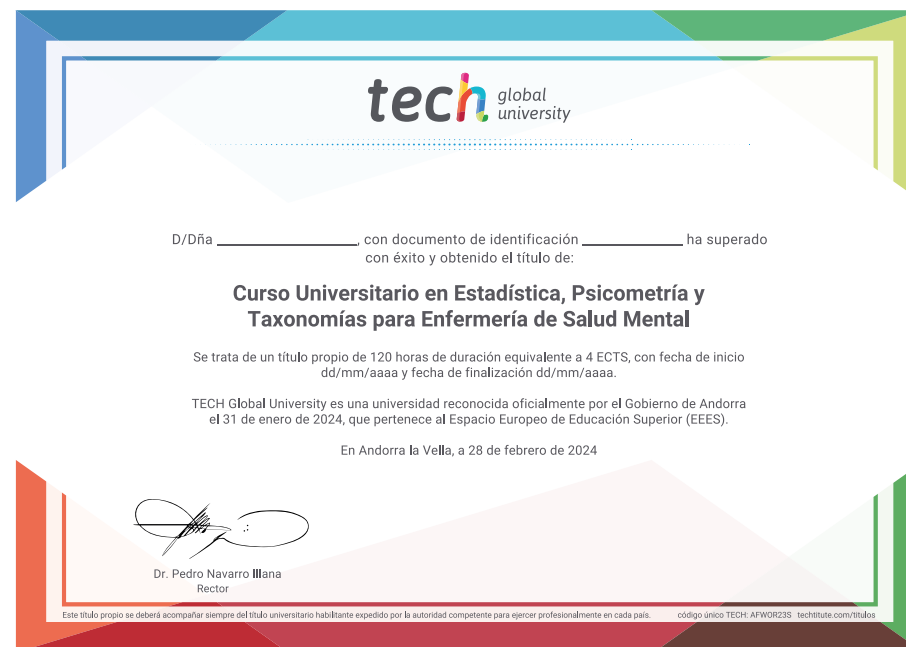 tech global
university
D/Dña ____________________, con documento de identificación ______________ ha superado
con éxito y obtenido el título de:
Curso Universitario en Estadística, Psicometría y
Taxonomías para Enfermería de Salud Mental
Se trata de un título propio de 120 horas de duración equivalente a 4 ECTS, con fecha de inicio
dd/mm/aaaa y fecha de finalización dd/mm/aaaa.
TECH Global University es una universidad reconocida oficialmente por el Gobierno de Andorra
el 31 de enero de 2024, que pertenece al Espacio Europeo de Educación Superior (EEES).
En Andorra la Vella, a 28 de febrero de 2024
Dr. Pedro Navarro Illana
Rector
Este título propio se deberá acompañar siempre del título universitario habilitante expedido por la autoridad competente para ejercer profesionalmente en cada país. código único TECH: AFWOR23S techtitute.com/titulos